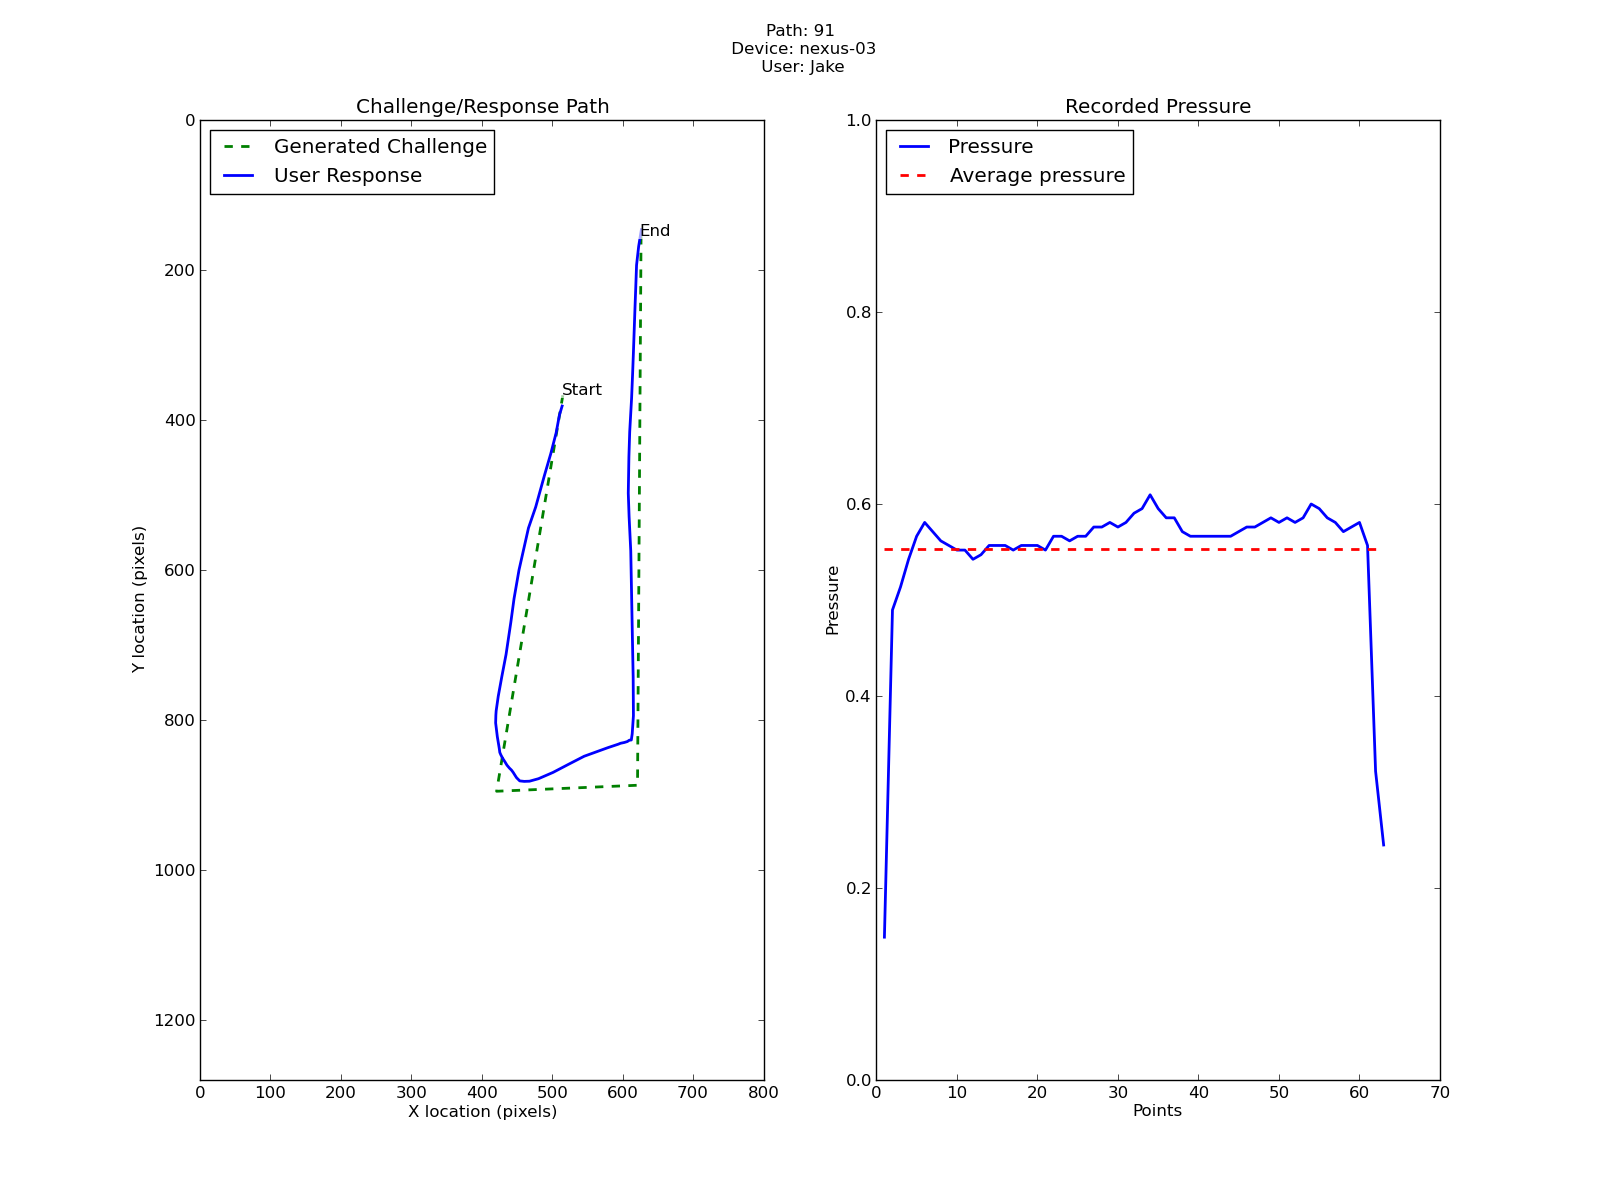 Path: 91
Device: nexus-03
User: Jake
Challenge/Response Path
Generated Challenge
User Response
End
Start
0
200
400
600
800
1000
1200
Y location (pixels)
0 100 200 300 400 500 600 700 800
X location (pixels)
Recorded Pressure
Pressure
Average pressure
1.0
0.8
0.6
0.4
0.2
0.0
Pressure
0 10 20 30 40 50 60 70
Points